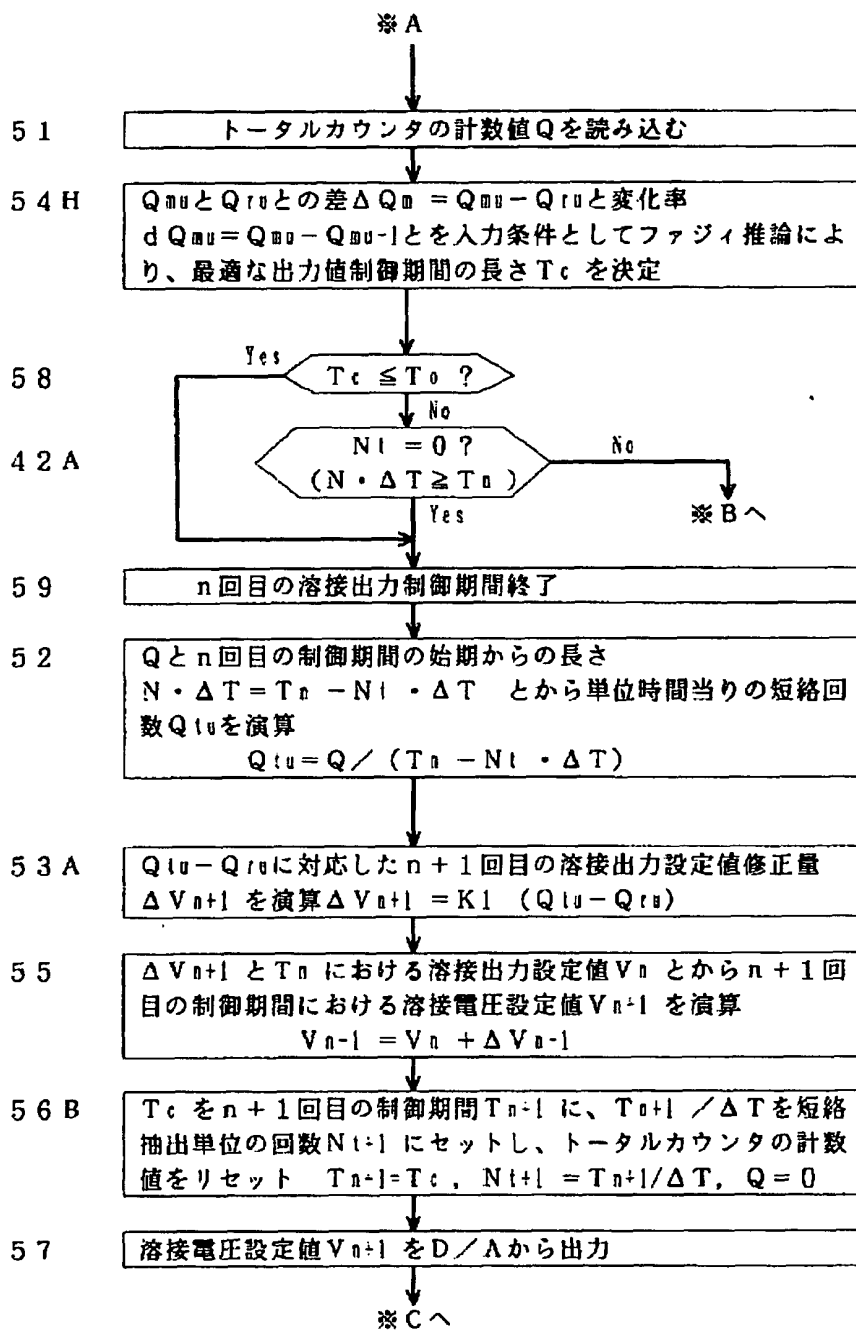 ※A
51 トータルカウンタの計数値Qを読み込む
54H QmuとQruとの差ΔQm =Qmu−Qruと変化率
dQmu=Qmu−Qmu-1とを入力条件としてファジィ推論によ
り、最適な出力値制御期間の長さTc を決定
Yes
58 Tc ≦To ?
No
42A Nt =0?
(N・ΔT≧Tn )
No
Yes
※Bへ
59 n回目の溶接出力制御期間終了
52 Qとn回目の制御期間の始期からの長さ
N・ΔT=Tn −Nt ・ΔT とから単位時間当りの短絡回
数Qtuを演算
Qtu=Q/(Tn −Nt ・ΔT)
53A Qtu−Qruに対応したn+1回目の溶接出力設定値修正量
ΔVn+1 を演算ΔVn+1 =K1 (Qtu−Qru)
55 ΔVn+1 とTn における溶接出力設定値Vn とからn+1回
目の制御期間における溶接電圧設定値Vn+1 を演算
Vn-1 =Vn +ΔVn-1
56B Tc をn+1回目の制御期間Tn+1 に、Tn+1 /ΔTを短絡
抽出単位の回数Nt+1 にセットし、トータルカウンタの計数
値をリセット Tn+1=Tc , Nt+1 =Tn+1/ΔT, Q=0
57 溶接電圧設定値Vn+1 をD/Aから出力
※Cへ